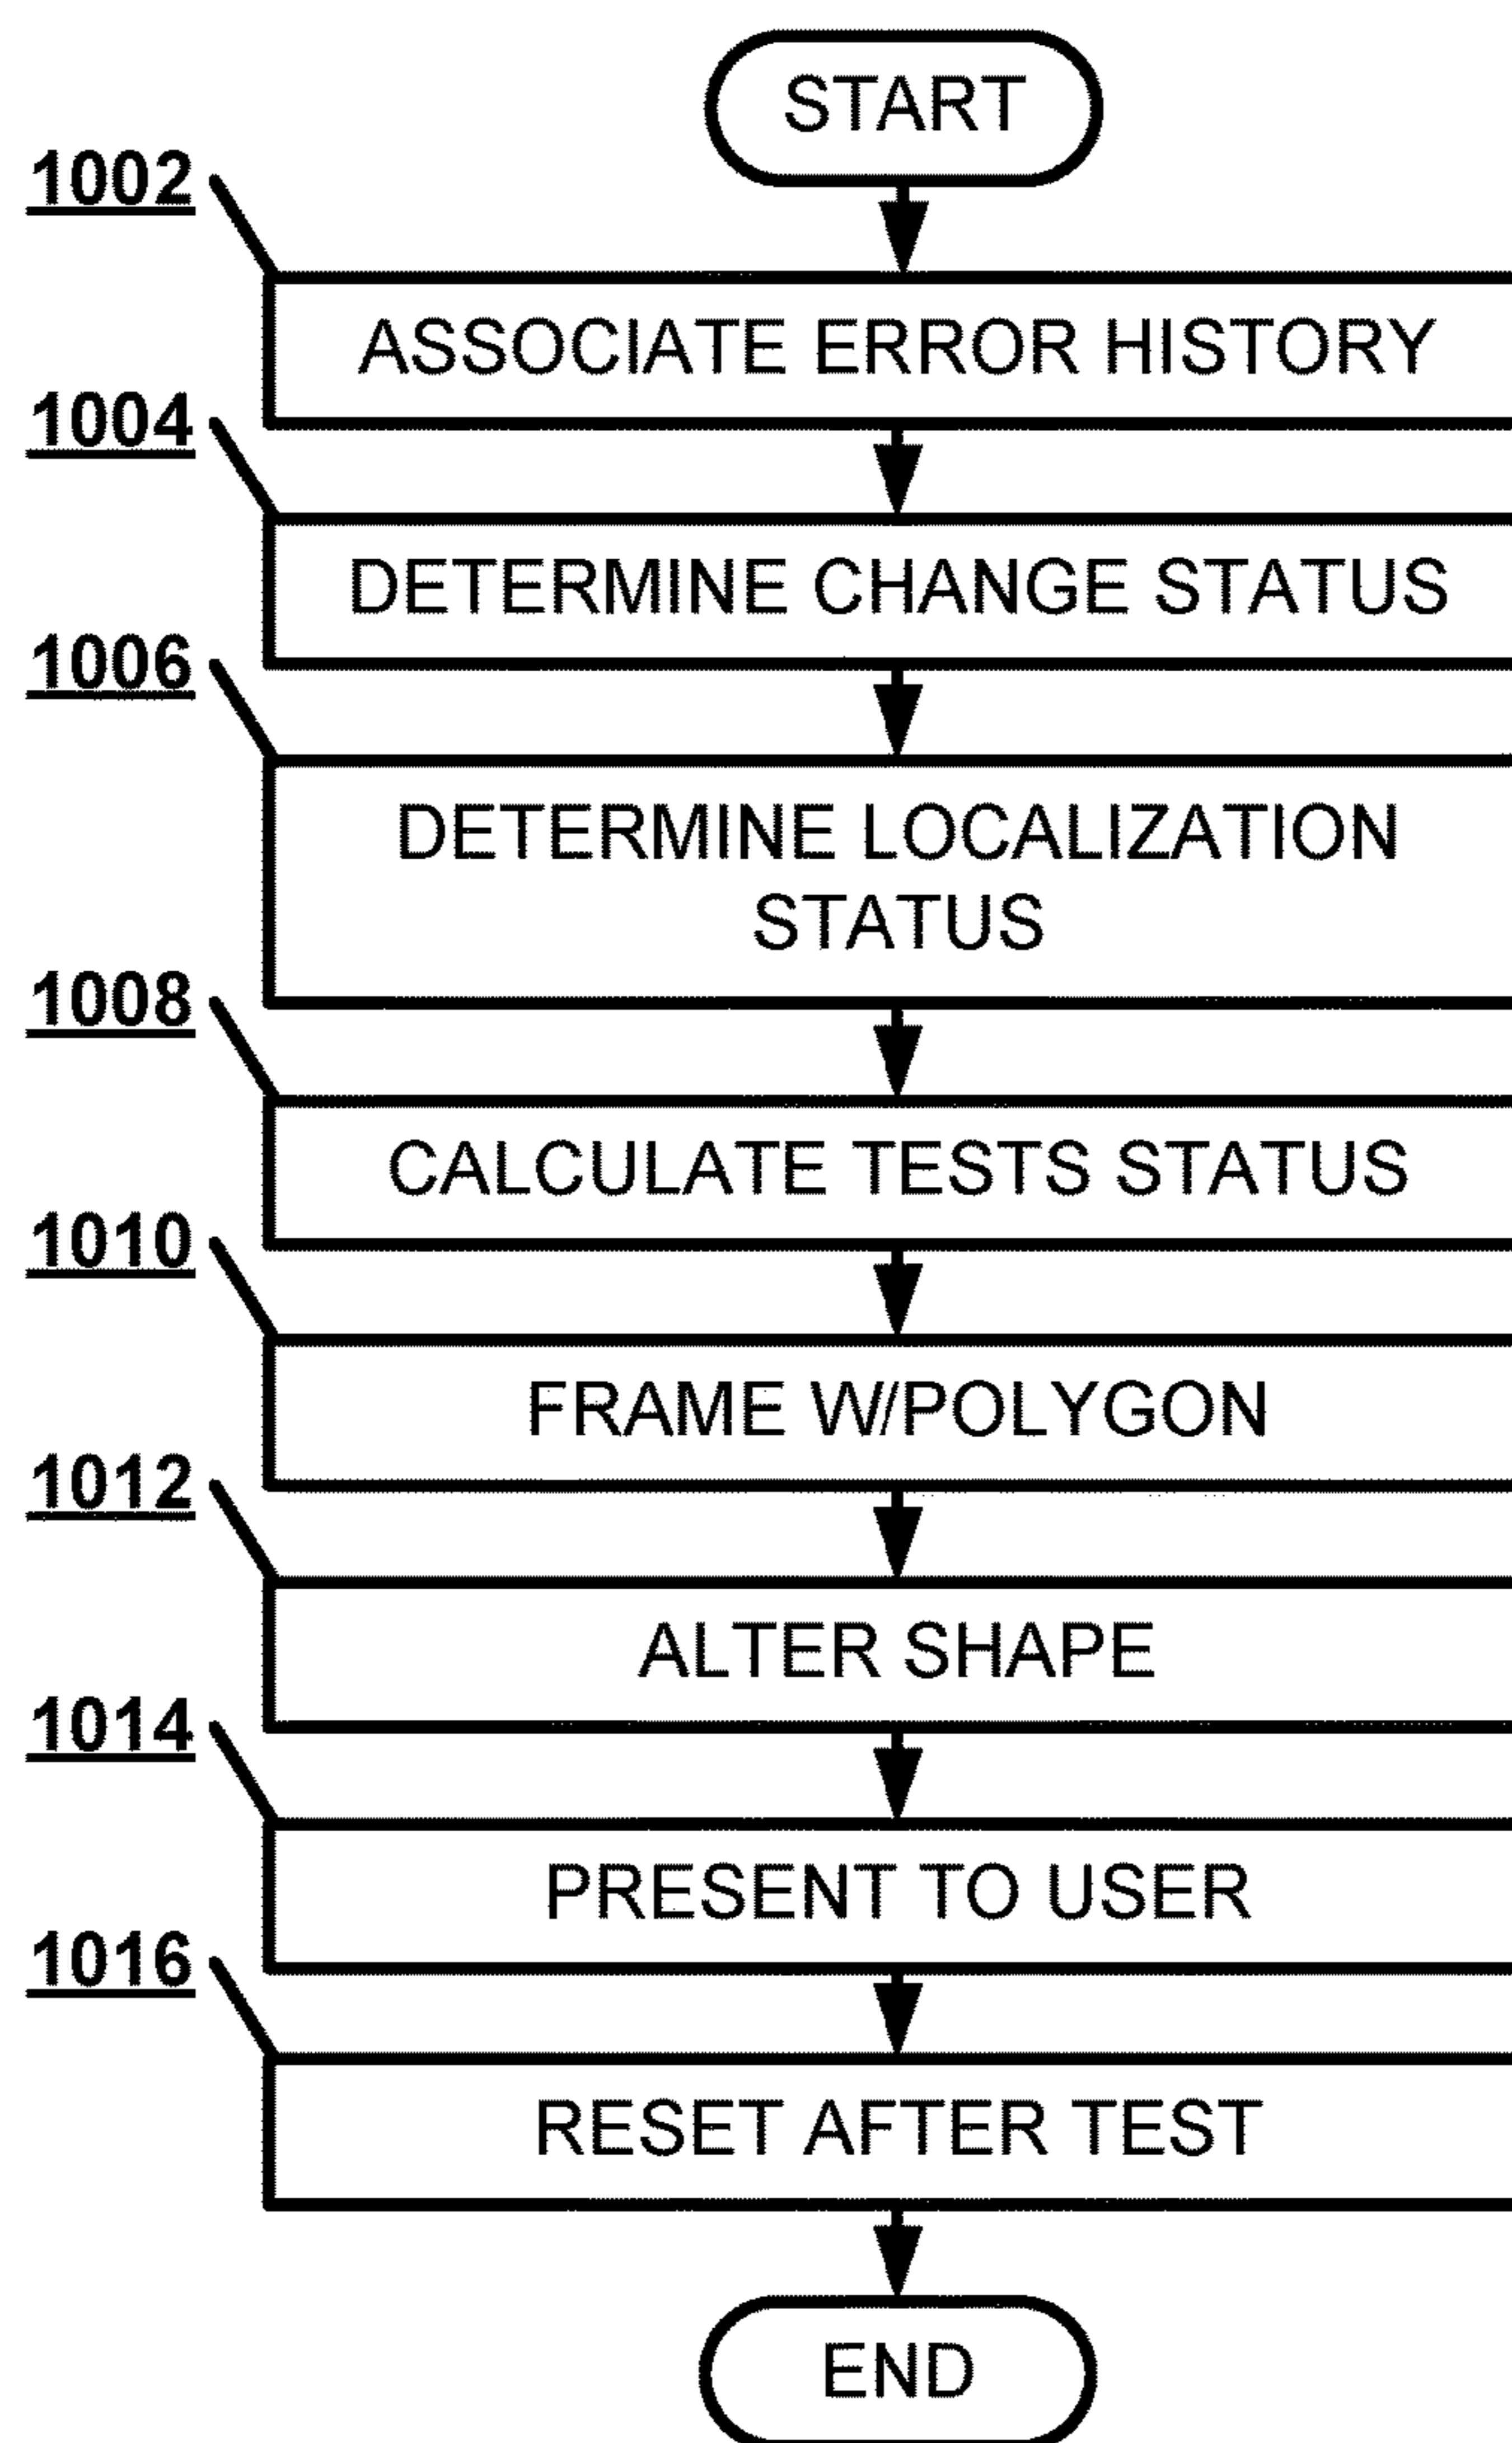 START
1002
ASSOCIATE ERROR HISTORY
1004
DETERMINE CHANGE STATUS
1006
DETERMINE LOCALIZATION
STATUS
1008
CALCULATE TESTS STATUS
1010
FRAME W/POLYGON
1012
ALTER SHAPE
1014
PRESENT TO USER
1016
RESET AFTER TEST
END